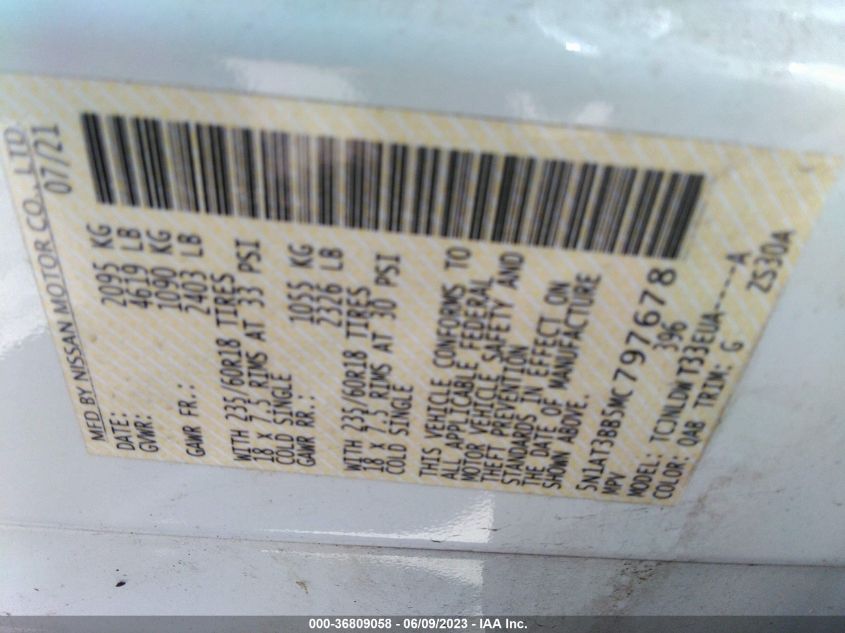 MFD BY NISSAN MOTOR CO., LTD.
DATE: 07/21
GVWR: 2095 KG
4619 LB
GAWR FR.: 1090 KG
2403 LB
WITH 235/60R18 TIRES
18 X 7.5 RIMS AT 33 PSI
COLD SINGLE
GAWR RR.: 1055 KG
2326 LB
WITH 235/60R18 TIRES
18 X 7.5 RIMS AT 30 PSI
COLD SINGLE
THIS VEHICLE CONFORMS TO
ALL APPLICABLE FEDERAL
MOTOR VEHICLE SAFETY AND
THEFT PREVENTION
STANDARDS IN EFFECT ON
THE DATE OF MANUFACTURE
SHOWN ABOVE.
5N1AT3BB5MC797678
MPV 396
MODEL: TCJNLDWT33EUA----A
COLOR: QAB TRIM: G 2S30A
000-36809058 - 06/09/2023 - IAA Inc.